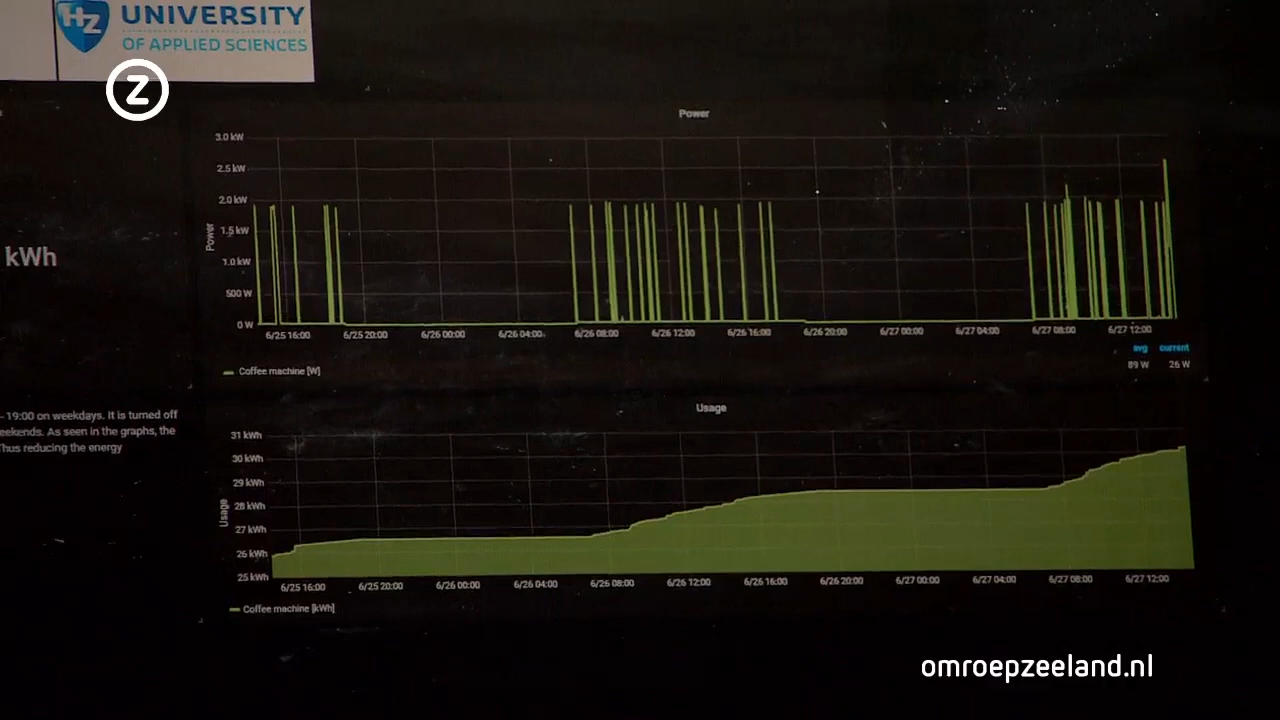 HZ UNIVERSITY
OF APPLIED SCIENCES
Z
Power
3.0 kW
2.5 kW
2.0 kW
1.5 kW
1.0 kW
500 W
0 W
Power
6/25 16:00 6/25 20:00 6/26 00:00 6/26 04:00 6/26 08:00 6/26 12:00 6/26 16:00 6/26 20:00 6/27 00:00 6/27 04:00 6/27 08:00 6/27 12:00
avg current
Coffee machine [W] 89 W 26 W
kWh
- 19:00 on weekdays. It is turned off
eekends. As seen in the graphs, the
Thus reducing the energy
Usage
31 kWh
30 kWh
29 kWh
28 kWh
27 kWh
26 kWh
25 kWh
Usage
6/25 16:00 6/25 20:00 6/26 00:00 6/26 04:00 6/26 08:00 6/26 12:00 6/26 16:00 6/26 20:00 6/27 00:00 6/27 04:00 6/27 08:00 6/27 12:00
Coffee machine [kWh]
omroepzeeland.nl